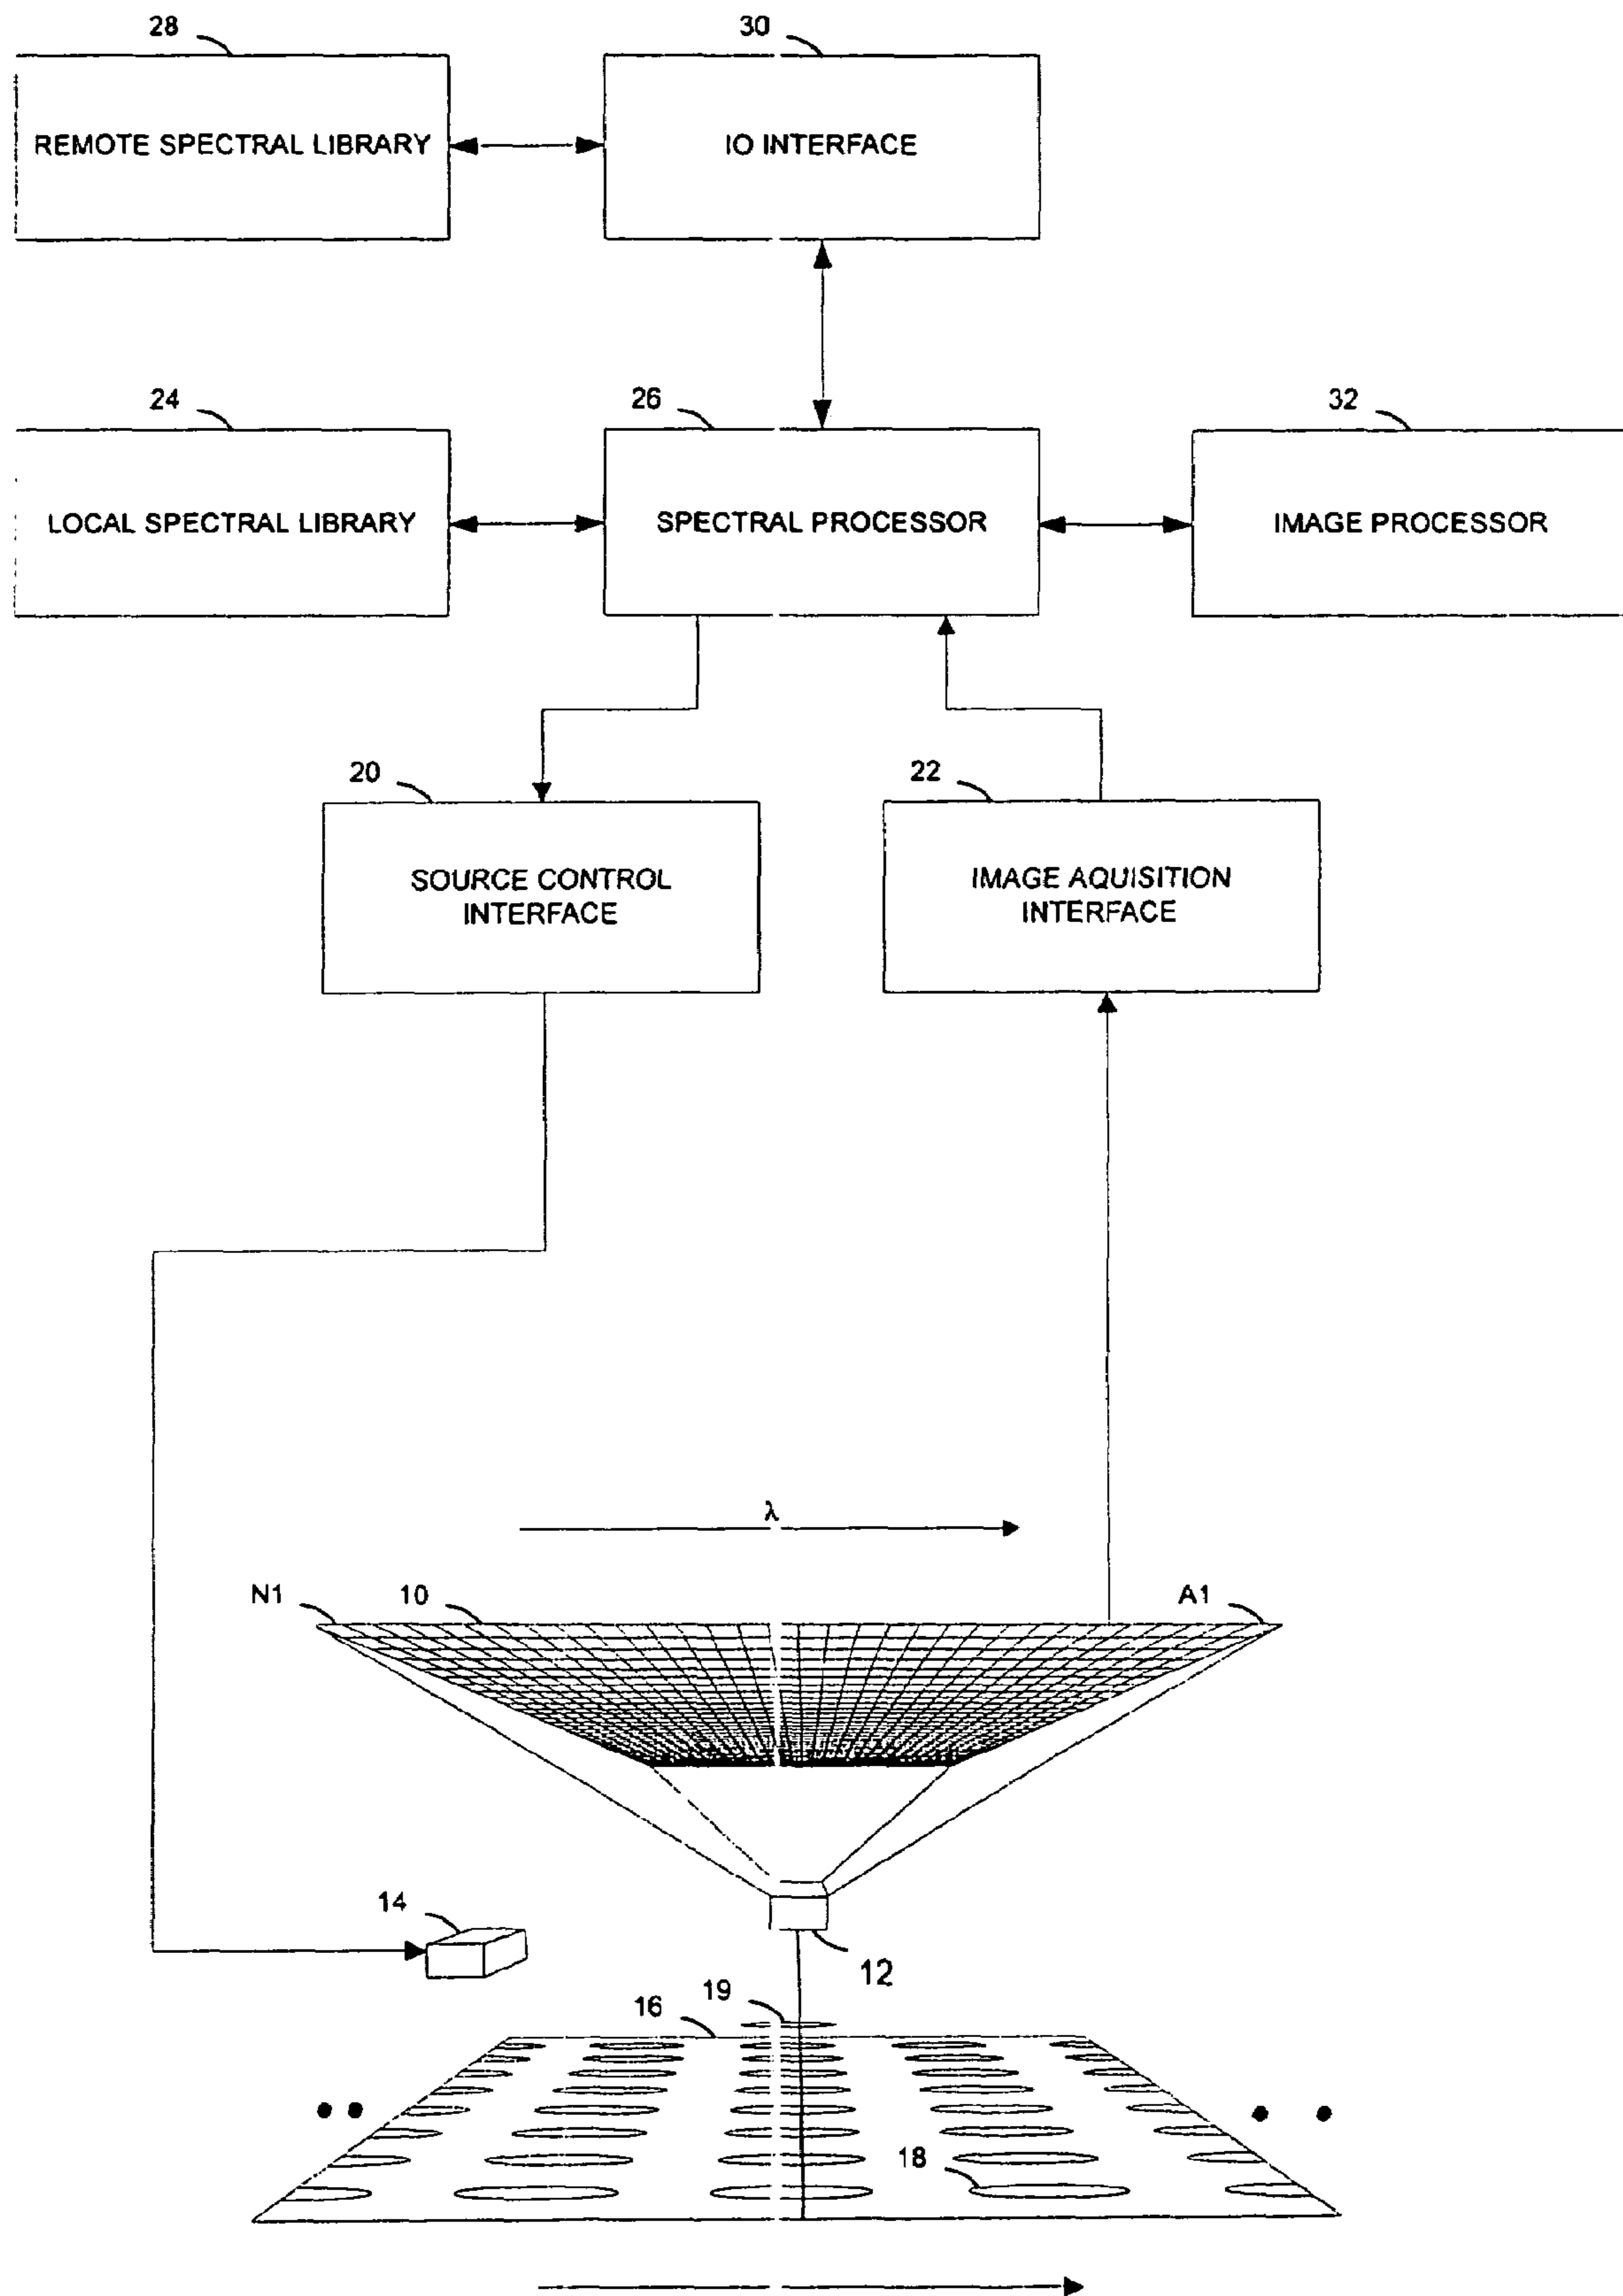 28
30
REMOTE SPECTRAL LIBRARY
IO INTERFACE
24
26
32
LOCAL SPECTRAL LIBRARY
SPECTRAL PROCESSOR
IMAGE PROCESSOR
20
22
SOURCE CONTROL
INTERFACE
IMAGE AQUISITION
INTERFACE
λ
N1
10
A1
14
12
19
16
18